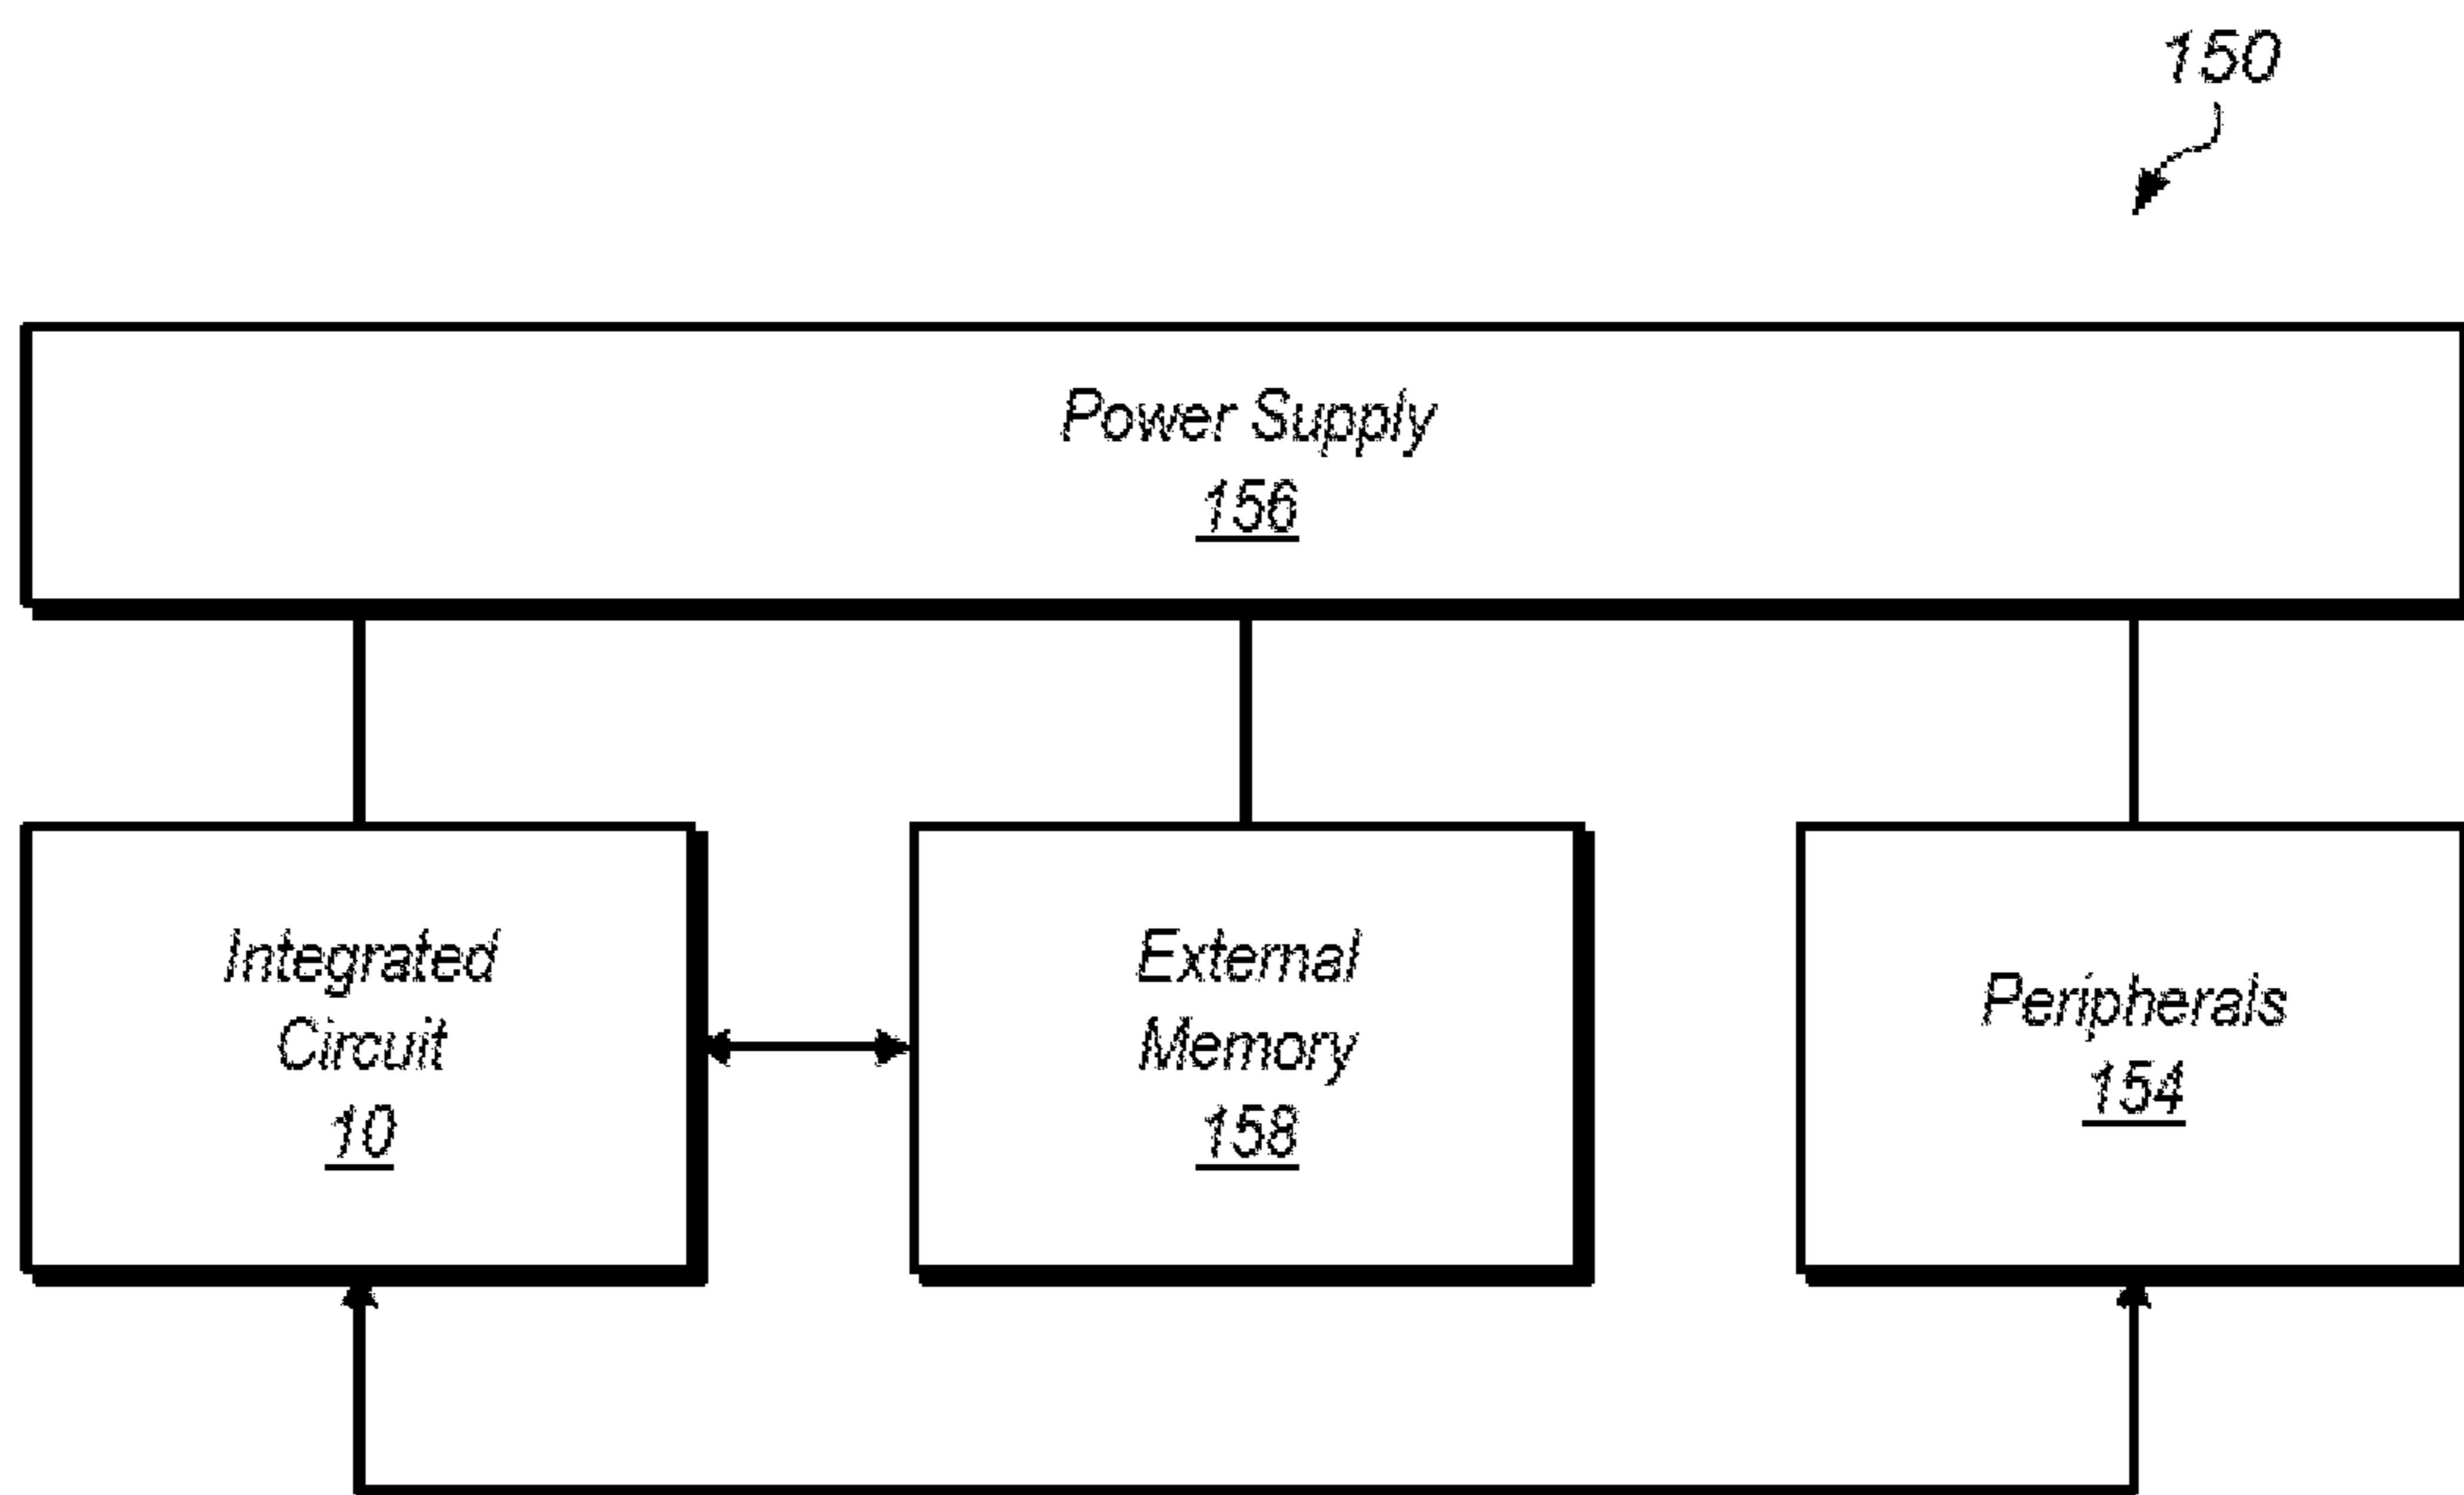 150
Power Supply
156
Integrated
Circuit
10
External
Memory
158
Peripherals
154